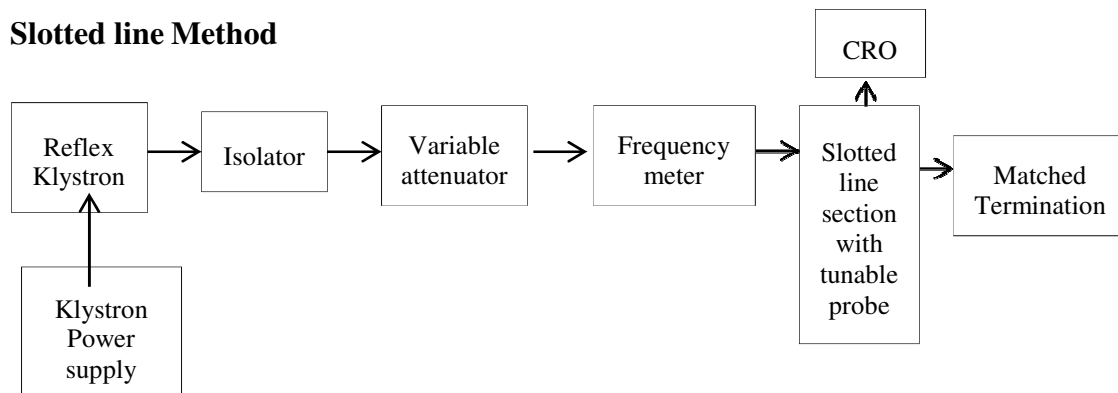 Slotted line Method
CRO
Reflex
Klystron
Isolator
Variable
attenuator
Frequency
meter
Slotted
line
section
with
tunable
probe
Matched
Termination
Klystron
Power
supply